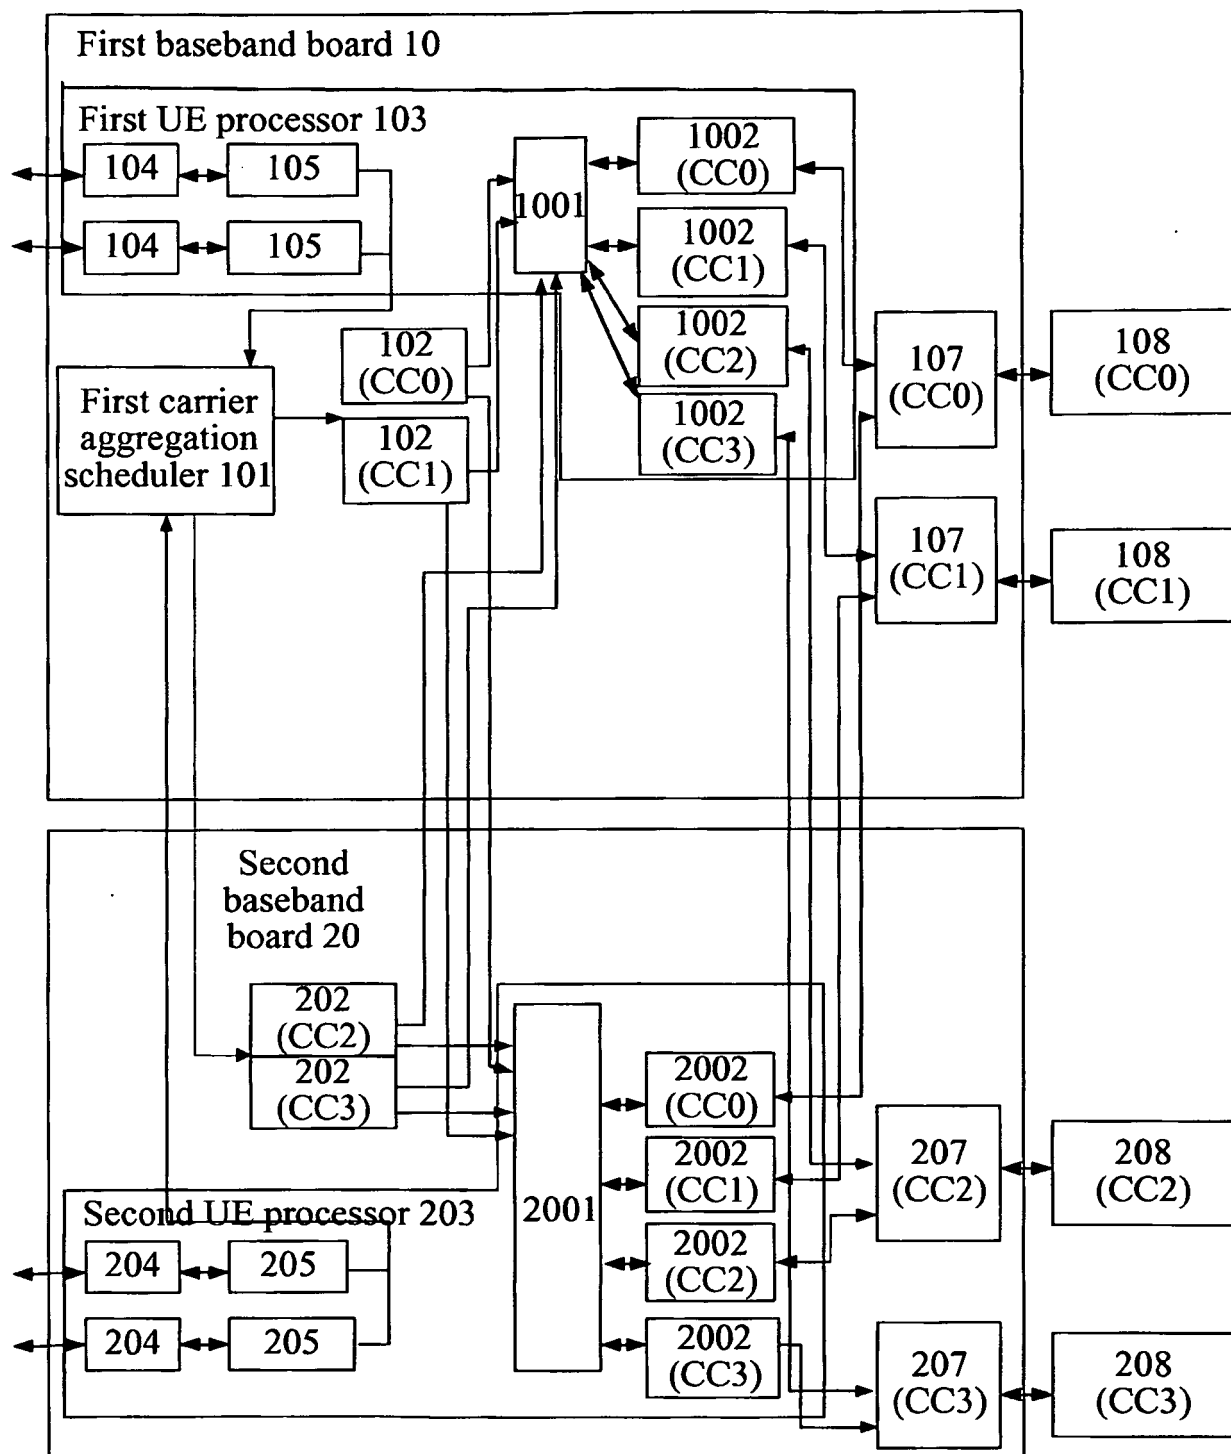 First baseband board 10
First UE processor 103
104
105
104
105
1001
1002
(CC0)
1002
(CC1)
1002
(CC2)
1002
(CC3)
102
(CC0)
102
(CC1)
First carrier
aggregation
scheduler 101
107
(CC0)
108
(CC0)
107
(CC1)
108
(CC1)
Second
baseband
board 20
202
(CC2)
202
(CC3)
2001
2002
(CC0)
2002
(CC1)
2002
(CC2)
2002
(CC3)
207
(CC2)
208
(CC2)
Second UE processor 203
204
205
204
205
207
(CC3)
208
(CC3)